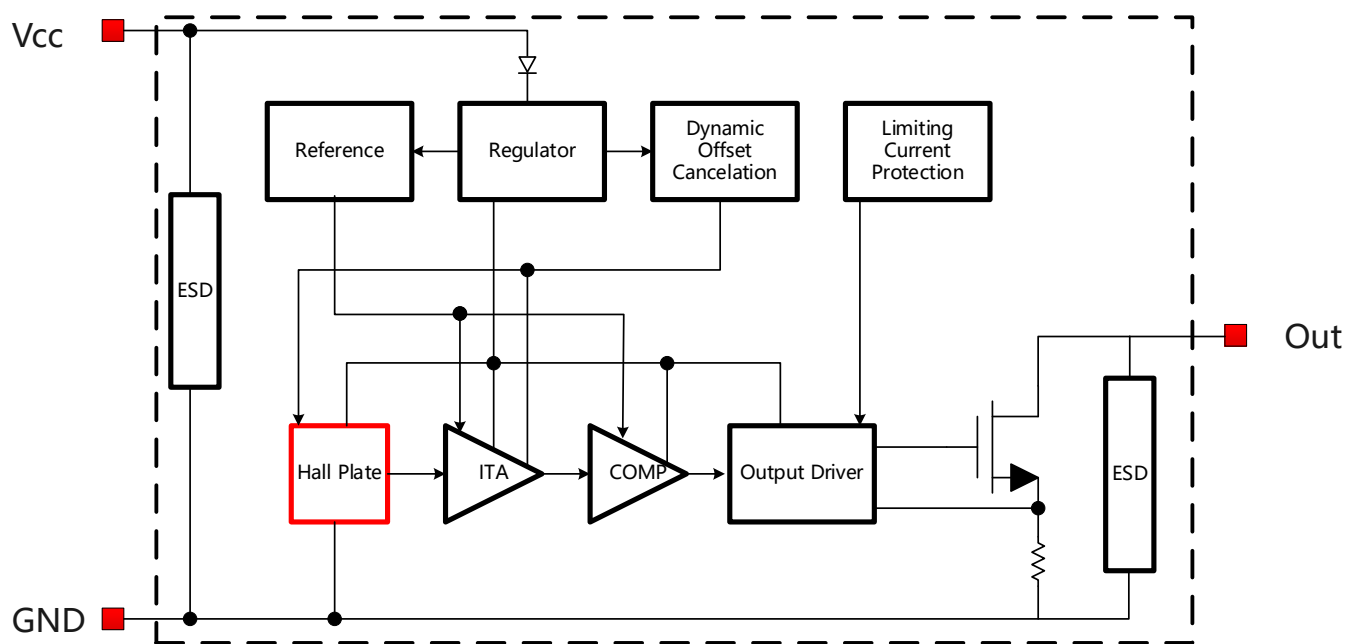 Vcc
Reference
Regulator
Dynamic
Offset
Cancelation
Limiting
Current
Protection
ESD
Out
Hall Plate
ITA
COMP
Output Driver
ESD
GND